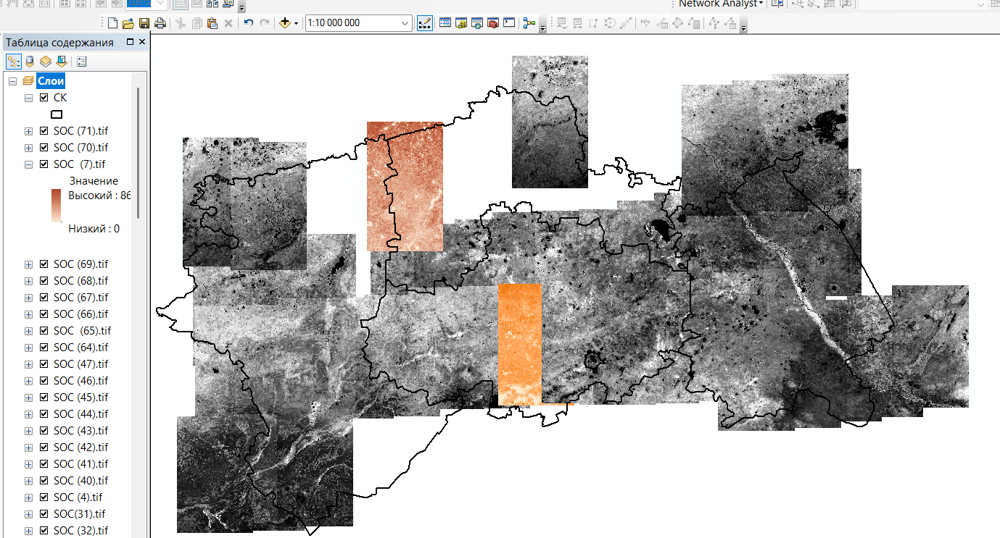 100%
Network Analyst
1:10 000 000
Таблица содержания
Слои
СК
SOC (71).tif
SOC (70).tif
SOC (7).tif
Значение
Высокий : 86
Низкий : 0
SOC (69).tif
SOC (68).tif
SOC (67).tif
SOC (66).tif
SOC (65).tif
SOC (64).tif
SOC (47).tif
SOC (46).tif
SOC (45).tif
SOC (44).tif
SOC (43).tif
SOC (42).tif
SOC (41).tif
SOC (40).tif
SOC (4).tif
SOC(31).tif
SOC (32).tif